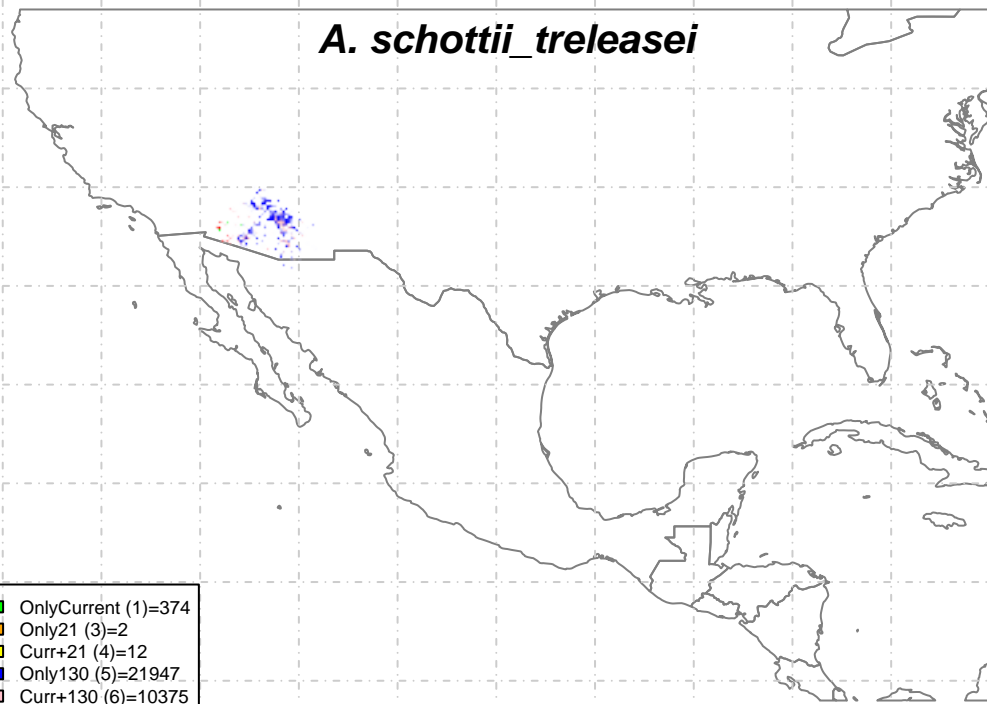 A. schottii_treleasei
OnlyCurrent (1)=374
Only21 (3)=2
Curr+21 (4)=12
Only130 (5)=21947
Curr+130 (6)=10375